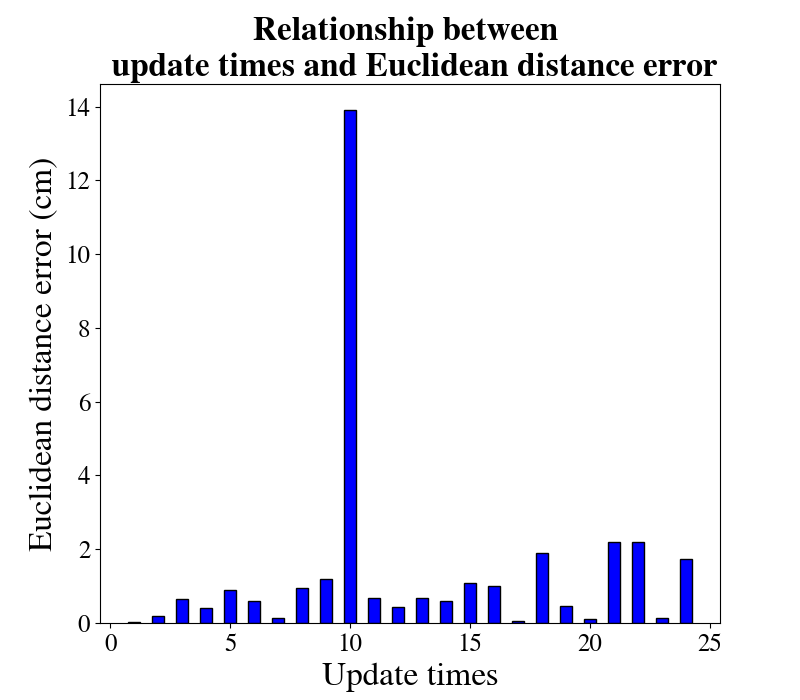 Relationship between
update times and Euclidean distance error
14
12
10
8
6
4
2
0
Euclidean distance error (cm)
0 5 10 15 20 25
Update times